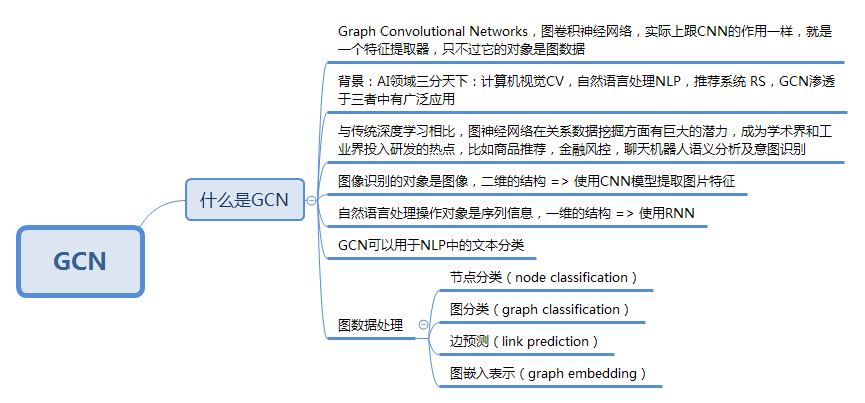 GCN
什么是GCN
Graph Convolutional Networks，图卷积神经网络，实际上跟CNN的作用一样，就是
一个特征提取器，只不过它的对象是图数据
背景：AI领域三分天下：计算机视觉CV，自然语言处理NLP，推荐系统 RS，GCN渗透
于三者中有广泛应用
与传统深度学习相比，图神经网络在关系数据挖掘方面有巨大的潜力，成为学术界和工
业界投入研发的热点，比如商品推荐，金融风控，聊天机器人语义分析及意图识别
图像识别的对象是图像，二维的结构 => 使用CNN模型提取图片特征
自然语言处理操作对象是序列信息，一维的结构 => 使用RNN
GCN可以用于NLP中的文本分类
图数据处理
节点分类（node classification）
图分类（graph classification）
边预测（link prediction）
图嵌入表示（graph embedding）